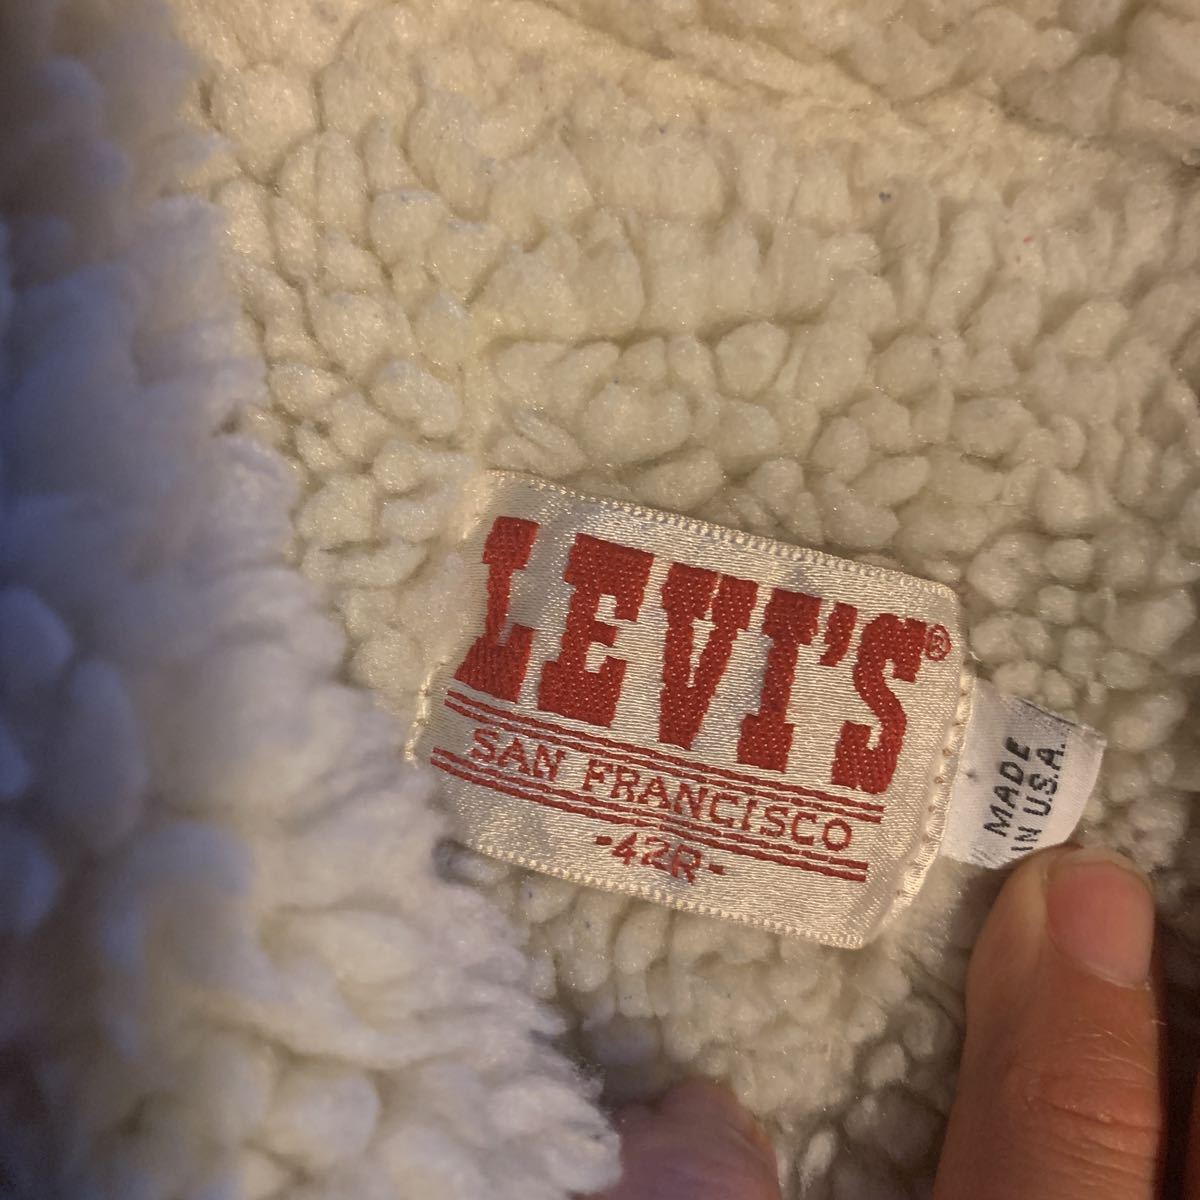 LEVI'S®
SAN FRANCISCO
-42R-
MADE
IN U.S.A.